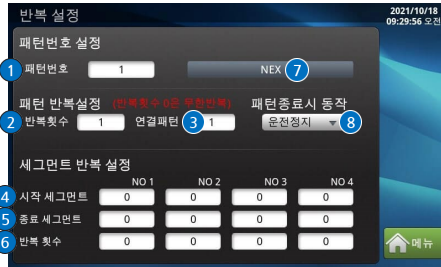 반복 설정
2021/10/18
09:29:56 오전
패턴번호 설정
1 패턴번호 1 NEX 7
패턴 반복설정 (반복횟수 0은 무한반복) 패턴종료시 동작
2 반복횟수 1 연결패턴 3 1 운전정지 8
세그먼트 반복 설정
NO 1 NO 2 NO 3 NO 4
4 시작 세그먼트 0 0 0 0
5 종료 세그먼트 0 0 0 0
6 반복 횟수 0 0 0 0
메뉴